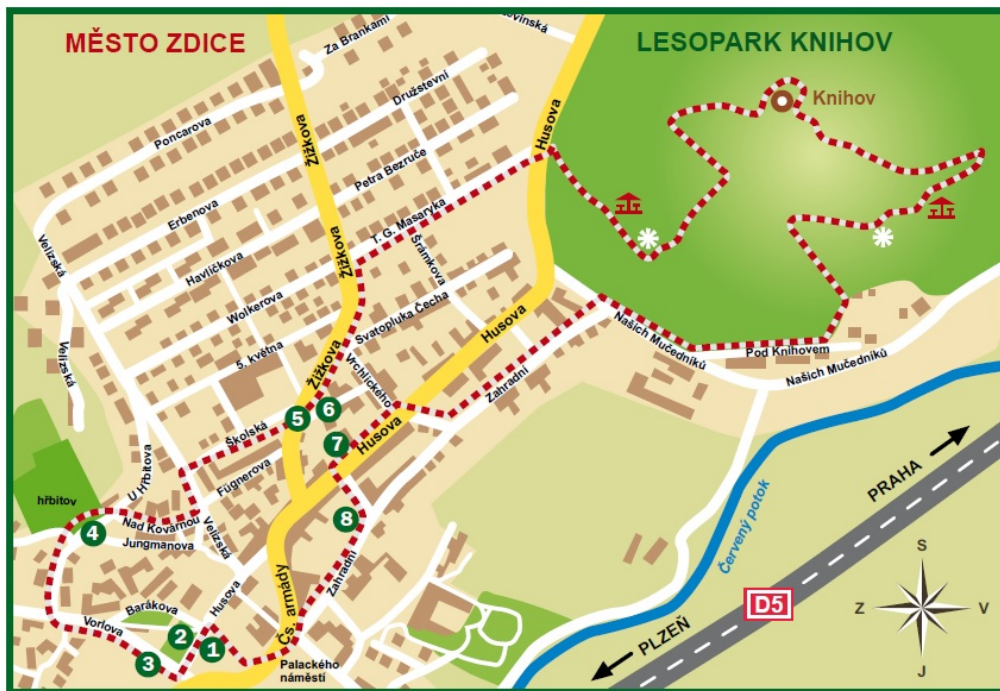 MĚSTO ZDICE
LESOPARK KNIHOV
Za Brankami
Poncarova
Družstevní
Žižkova
Husova
Knihov
Petra Bezruče
Erbenova
T. G. Masaryka
Velizská
Havlíčkova
Žižkova
Šrámkova
Wolkerova
Svatopluka Čecha
Husova
Našich Mučedníků
Velizská
5. května
Žižkova
Vrchlického
Zahradní
Pod Knihovem
Našich Mučedníků
5
6
Školská
7
Husova
U Hřbitova
Fügnerova
hřbitov
Nad Kovárnou
4
Jungmanova
Velizská
8
Červený potok
PRAHA
Zahradní
Čs. armády
Husova
Barákova
Vorlova
2
1
3
Palackého
náměstí
D5
PLZEŇ
S
Z
V
J